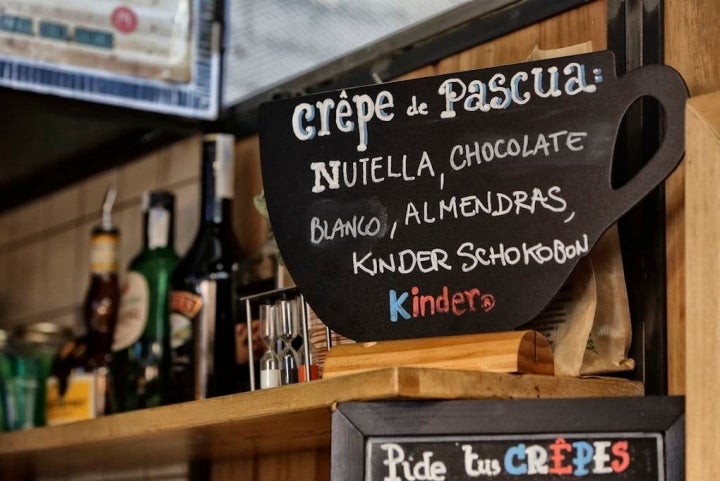 crêpe de Pascua:
NUTELLA, CHOCOLATE
BLANCO, ALMENDRAS,
KINDER SCHOKOBON
Kinder
Pide tus CRÊPES